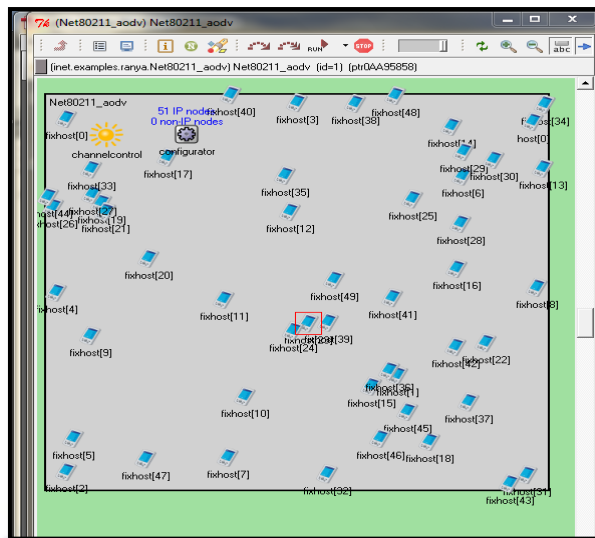 (Net80211_aodv) Net80211_aodv
RUN
STOP
abc
(inet.examples.ranya.Net80211_aodv) Net80211_aodv (id=1) (ptr0AA95858)
Net80211_aodv
51 IP nodes
0 non-IP nodes
fixhost[40]
fixhost[3]
fixhost[38]
fixhost[48]
fixhost[34]
fixhost[0]
channelcontrol
configurator
fixhost[14]
host[0]
fixhost[17]
fixhost[29]
fixhost[30]
fixhost[13]
fixhost[33]
fixhost[35]
fixhost[6]
fixhost[44]
fixhost[27]
fixhost[19]
fixhost[26]
fixhost[21]
fixhost[12]
fixhost[25]
fixhost[28]
fixhost[20]
fixhost[16]
fixhost[49]
fixhost[4]
fixhost[11]
fixhost[41]
fixhost[8]
fixhost[9]
fixhost[39]
fixhost[24]
fixhost[42]
fixhost[22]
fixhost[36]
fixhost[1]
fixhost[15]
fixhost[10]
fixhost[37]
fixhost[45]
fixhost[5]
fixhost[47]
fixhost[7]
fixhost[46]
fixhost[18]
fixhost[2]
fixhost[32]
fixhost[31]
fixhost[43]